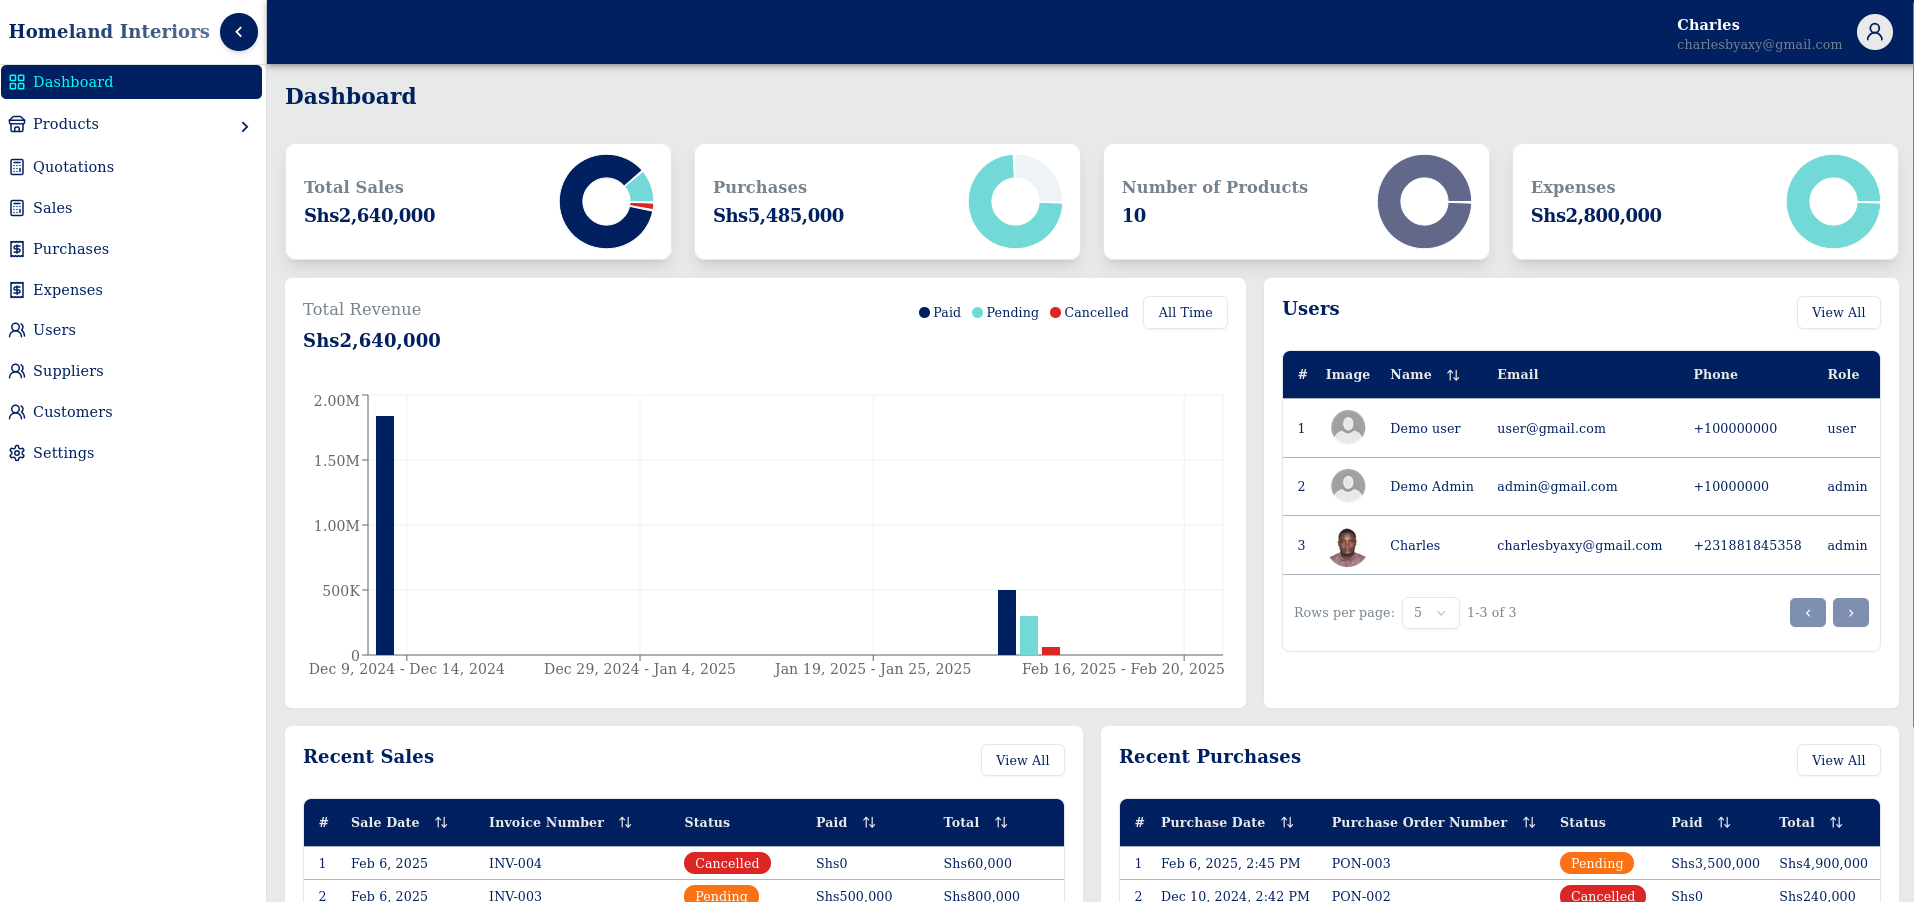 Homeland Interiors
Charles
charlesbyaxy@gmail.com
Dashboard
Products
Quotations
Sales
Purchases
Expenses
Users
Suppliers
Customers
Settings
Dashboard
Total Sales
Shs2,640,000
Purchases
Shs5,485,000
Number of Products
10
Expenses
Shs2,800,000
Total Revenue
Shs2,640,000
Paid Pending Cancelled All Time
2.00M
1.50M
1.00M
500K
0
Dec 9, 2024 - Dec 14, 2024 Dec 29, 2024 - Jan 4, 2025 Jan 19, 2025 - Jan 25, 2025 Feb 16, 2025 - Feb 20, 2025
Users View All
# Image Name Email Phone Role
1 Demo user user@gmail.com +100000000 user
2 Demo Admin admin@gmail.com +10000000 admin
3 Charles charlesbyaxy@gmail.com +231881845358 admin
Rows per page: 5 1-3 of 3
Recent Sales View All
# Sale Date Invoice Number Status Paid Total
1 Feb 6, 2025 INV-004 Cancelled Shs0 Shs60,000
2 Feb 6, 2025 INV-003 Pending Shs500,000 Shs800,000
Recent Purchases View All
# Purchase Date Purchase Order Number Status Paid Total
1 Feb 6, 2025, 2:45 PM PON-003 Pending Shs3,500,000 Shs4,900,000
2 Dec 10, 2024, 2:42 PM PON-002 Cancelled Shs0 Shs240,000